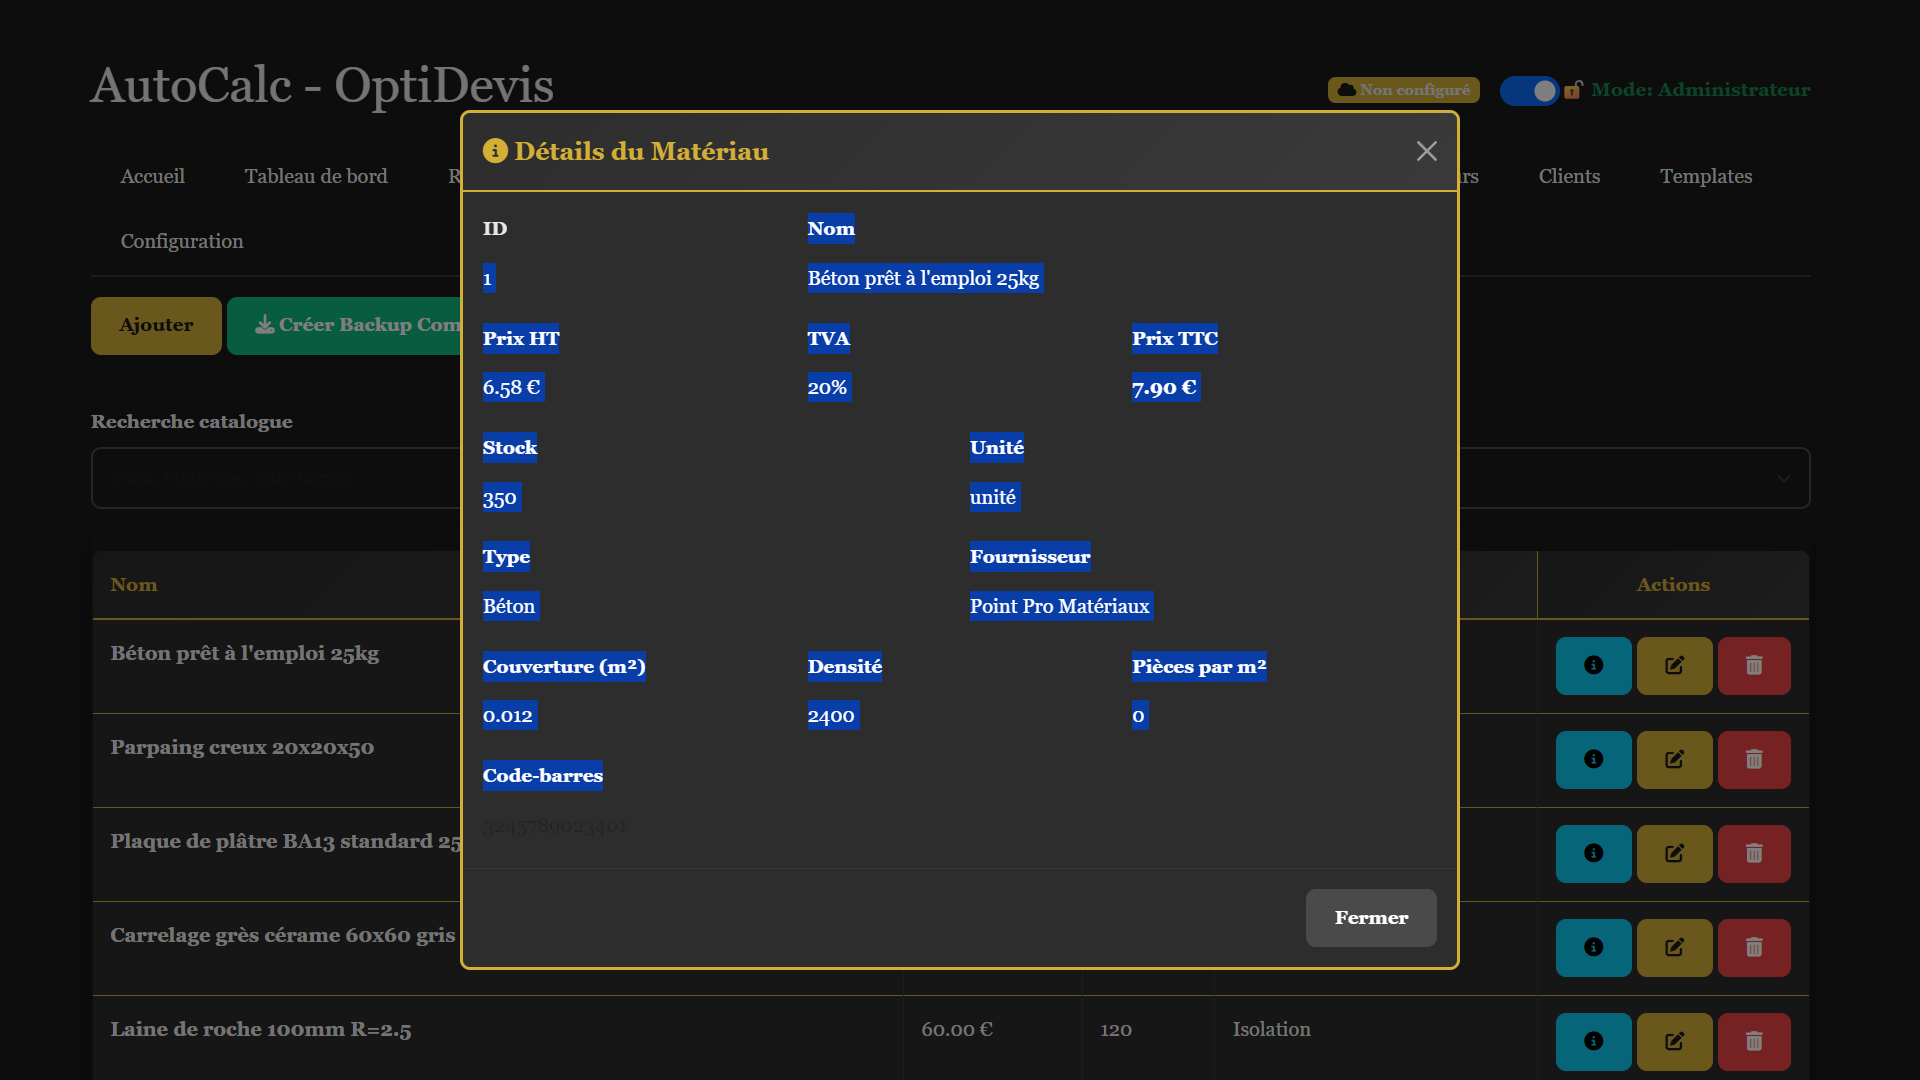 AutoCalc - OptiDevis
Non configuré
Mode: Administrateur
Accueil
Tableau de bord
Clients
Templates
Configuration
Ajouter
Créer Backup Com
Recherche catalogue
Nom, référence, code-barres...
Nom
Actions
Béton prêt à l'emploi 25kg
Parpaing creux 20x20x50
Plaque de plâtre BA13 standard 25
Carrelage grès cérame 60x60 gris
Laine de roche 100mm R=2.5
60.00 €
120
Isolation
Détails du Matériau
ID
Nom
1
Béton prêt à l'emploi 25kg
Prix HT
TVA
Prix TTC
6.58 €
20%
7.90 €
Stock
Unité
350
unité
Type
Fournisseur
Béton
Point Pro Matériaux
Couverture (m²)
Densité
Pièces par m²
0.012
2400
0
Code-barres
3245789023401
Fermer